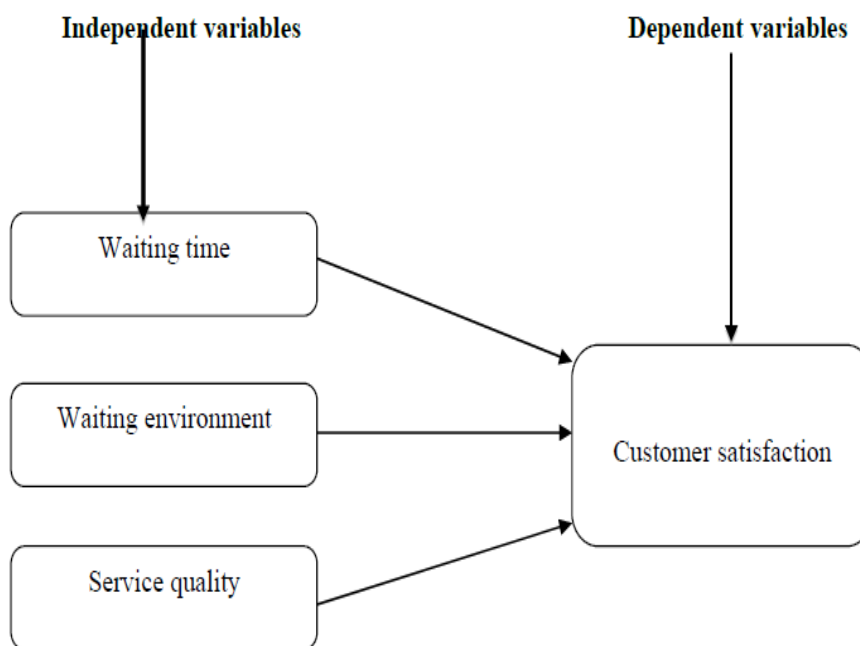 Independent variables
Dependent variables
Waiting time
Waiting environment
Customer satisfaction
Service quality